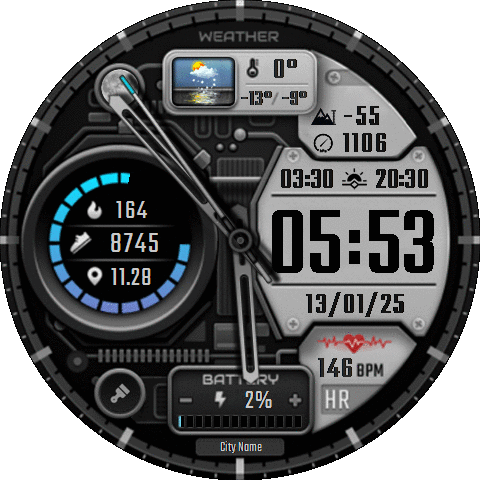 WEATHER
0°
-13°/-9°
-55
1106
03:30 20:30
164
8745
11.28
05:53
13/01/25
146 BPM
HR
BATTERY
- 2% +
City Name